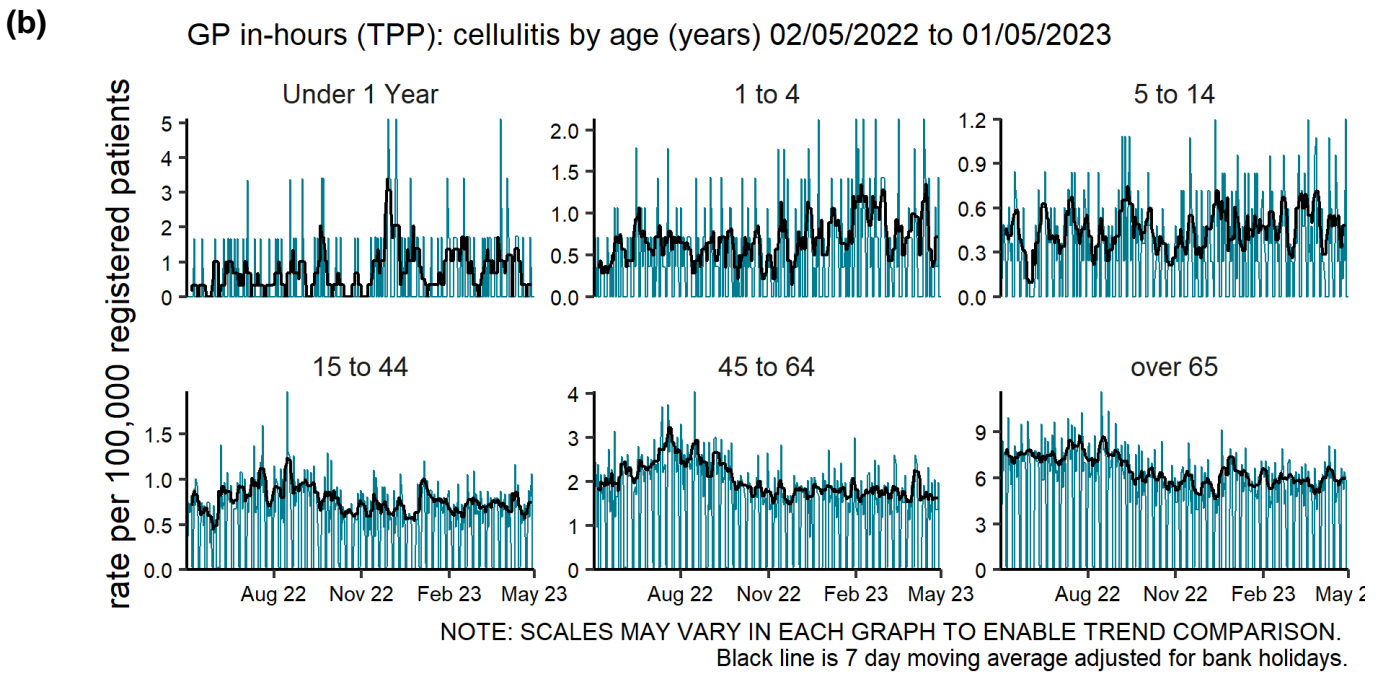 (b)
GP in-hours (TPP): cellulitis by age (years) 02/05/2022 to 01/05/2023
rate per 100,000 registered patients
Under 1 Year
5
4
3
2
1
0
1 to 4
2.0
1.5
1.0
0.5
0.0
5 to 14
1.2
0.9
0.6
0.3
0.0
15 to 44
1.5
1.0
0.5
0.0
Aug 22 Nov 22 Feb 23 May 23
45 to 64
4
3
2
1
0
Aug 22 Nov 22 Feb 23 May 23
over 65
9
6
3
0
Aug 22 Nov 22 Feb 23 May
NOTE: SCALES MAY VARY IN EACH GRAPH TO ENABLE TREND COMPARISON.
Black line is 7 day moving average adjusted for bank holidays.